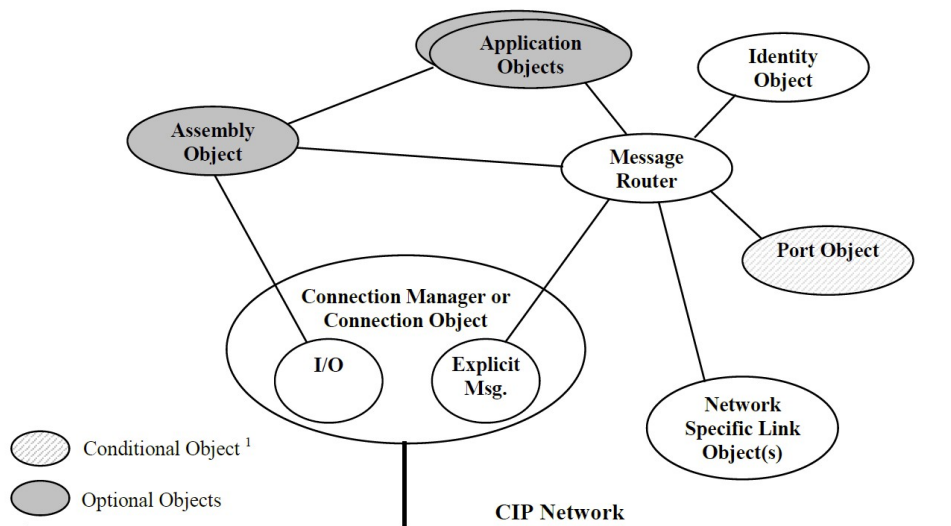 Application
Objects
Identity
Object
Assembly
Object
Message
Router
Port Object
Connection Manager or
Connection Object
I/O
Explicit
Msg.
Network
Specific Link
Object(s)
Conditional Object 1
Optional Objects
CIP Network